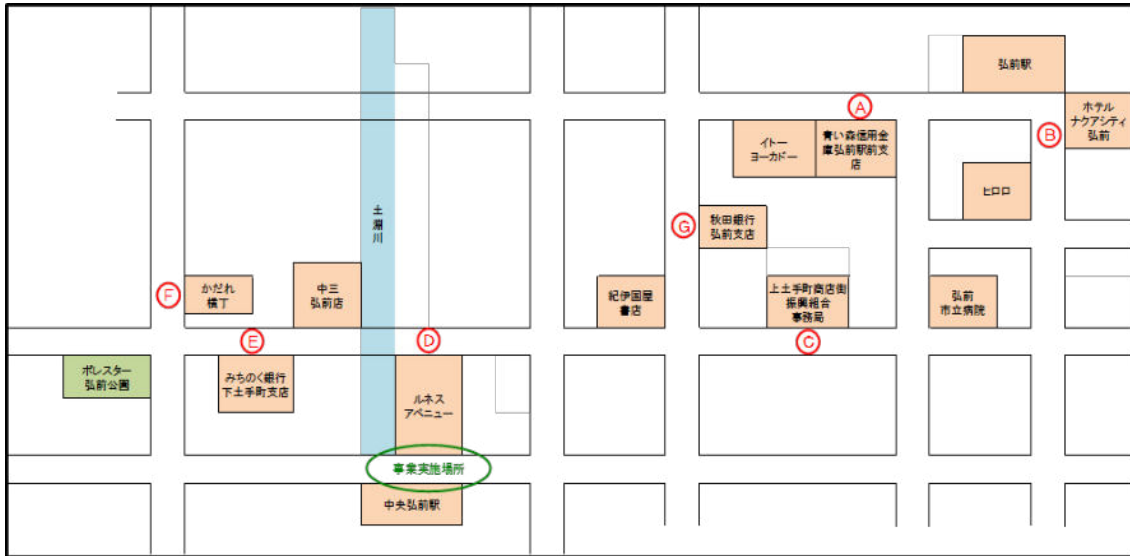 弘前駅
A
ホテル
ナクアシティ
弘前
B
イトー
ヨーカドー
青い森信用金
庫弘前駅前支
店
ヒロロ
土淵川
G
秋田銀行
弘前支店
F
かだれ
横丁
中三
弘前店
紀伊国屋
書店
上土手町商店街
振興組合
事務局
弘前
市立病院
E
D
C
ポレスター
弘前公園
みちのく銀行
下土手町支店
ルネス
アベニュー
事業実施場所
中央弘前駅